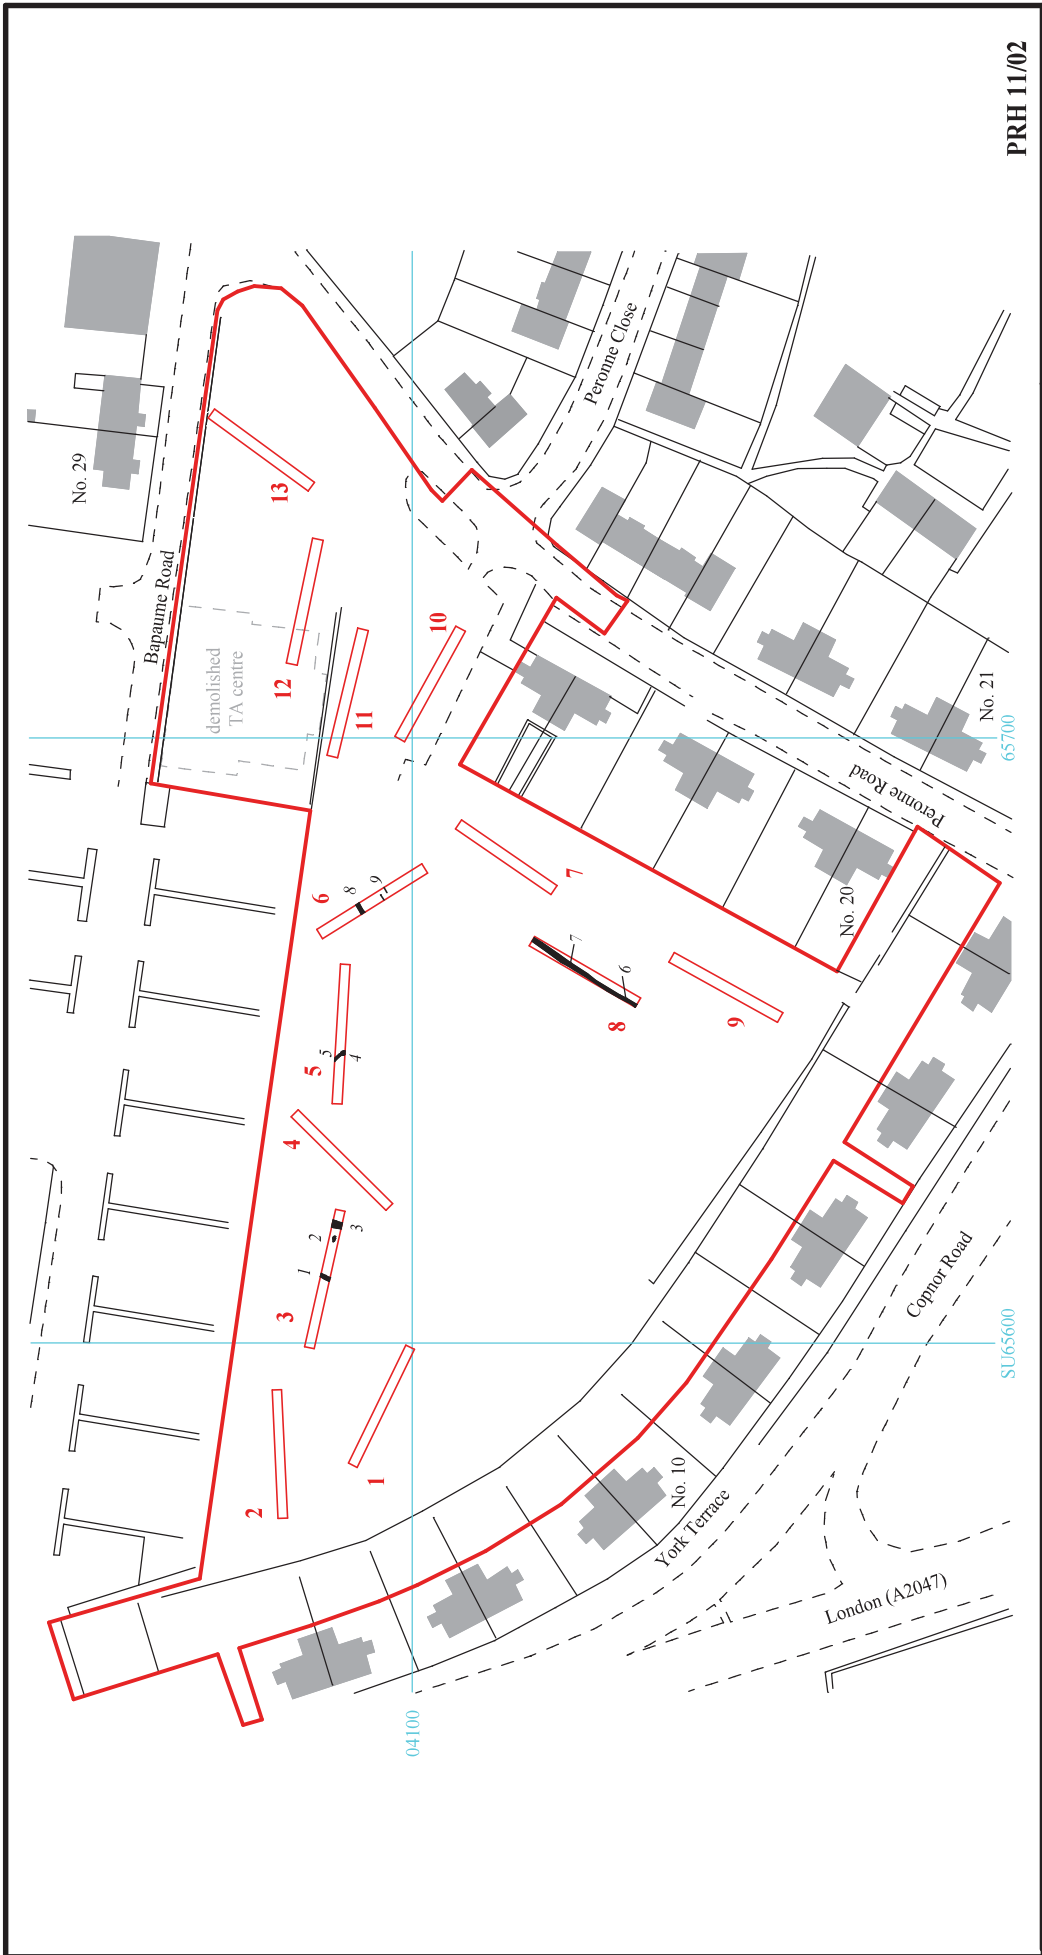 PRH 11/02
No. 29
Bapaume Road
demolished
TA centre
Peronne Close
Peronne Road
No. 21
No. 20
65700
SU65600
04100
Copnor Road
York Terrace
No. 10
London (A2047)
1
2
3
1
2
3
4
5
5
4
6
8
9
7
8
7
6
9
10
11
12
13